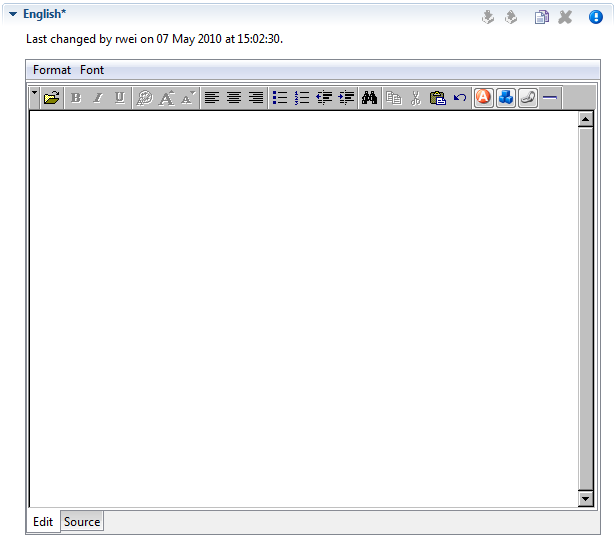 English*
Last changed by rwei on 07 May 2010 at 15:02:30.
Format Font
B I U A A A
Edit Source